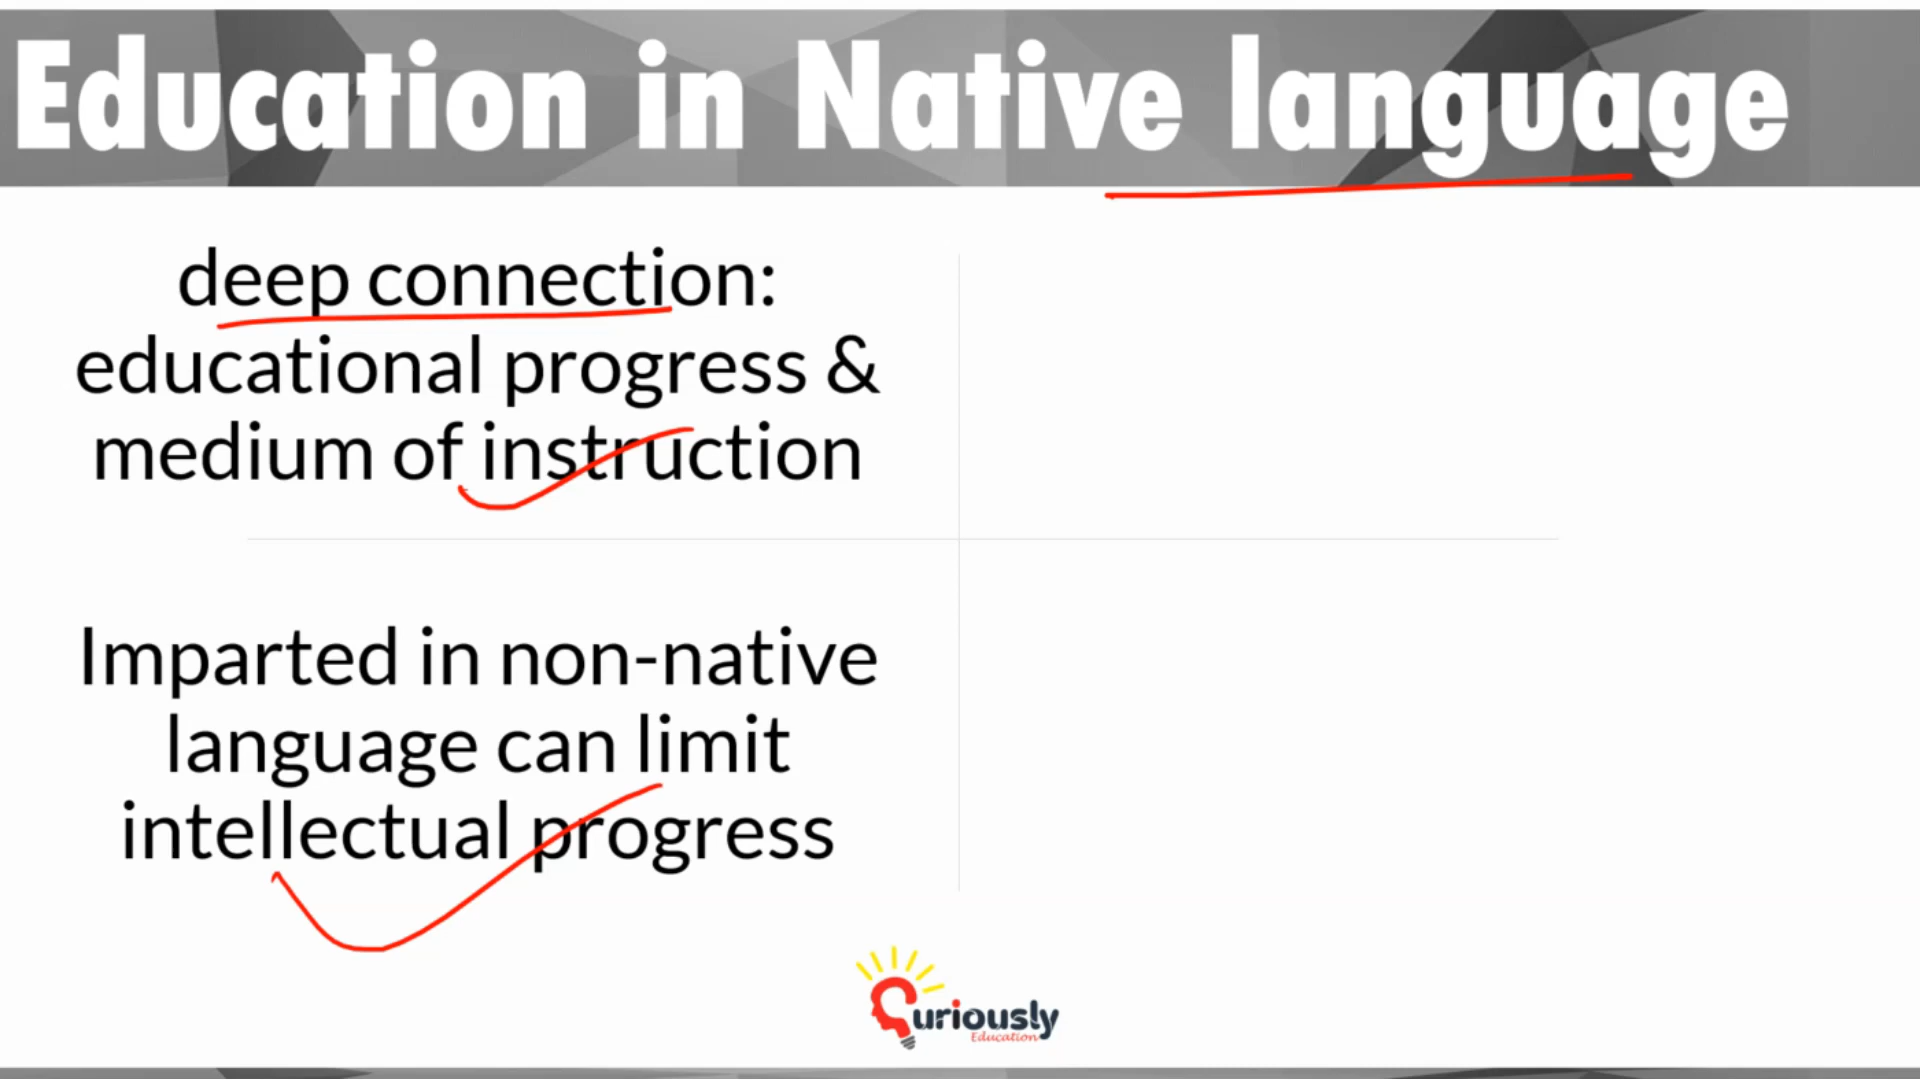 Education in Native language
deep connection:
educational progress &
medium of instruction
Imparted in non-native
language can limit
intellectual progress
Curiously
Education